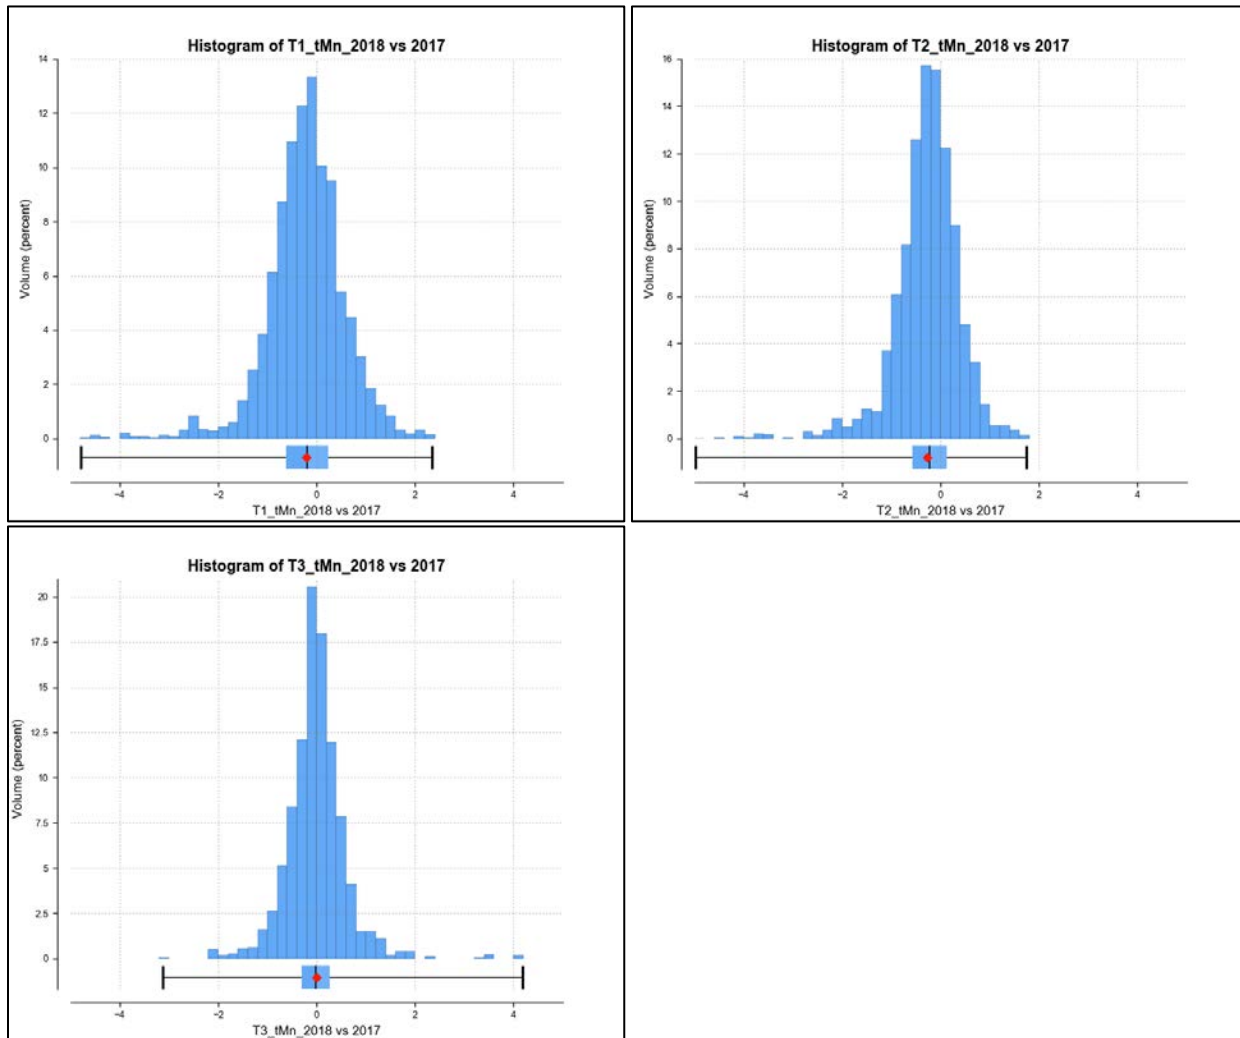 Histogram of T1_tMn_2018 vs 2017
14
12
10
8
6
4
2
0
Volume (percent)
−4 −2 0 2 4
T1_tMn_2018 vs 2017
Histogram of T2_tMn_2018 vs 2017
16
14
12
10
8
6
4
2
0
Volume (percent)
−4 −2 0 2 4
T2_tMn_2018 vs 2017
Histogram of T3_tMn_2018 vs 2017
20
17.5
15
12.5
10
7.5
5
2.5
0
Volume (percent)
−4 −2 0 2 4
T3_tMn_2018 vs 2017